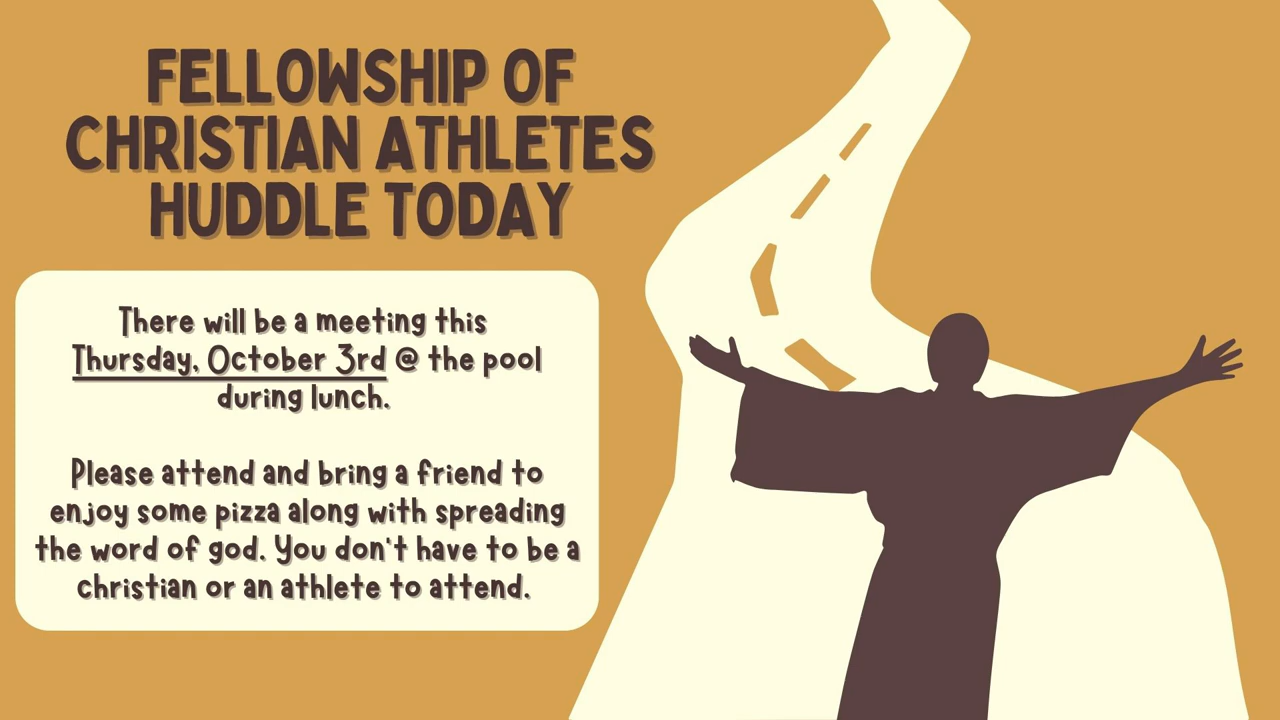 FELLOWSHIP OF
CHRISTIAN ATHLETES
HUDDLE TODAY
There will be a meeting this
Thursday, October 3rd @ the pool
during lunch.
Please attend and bring a friend to
enjoy some pizza along with spreading
the word of god. You don't have to be a
christian or an athlete to attend.